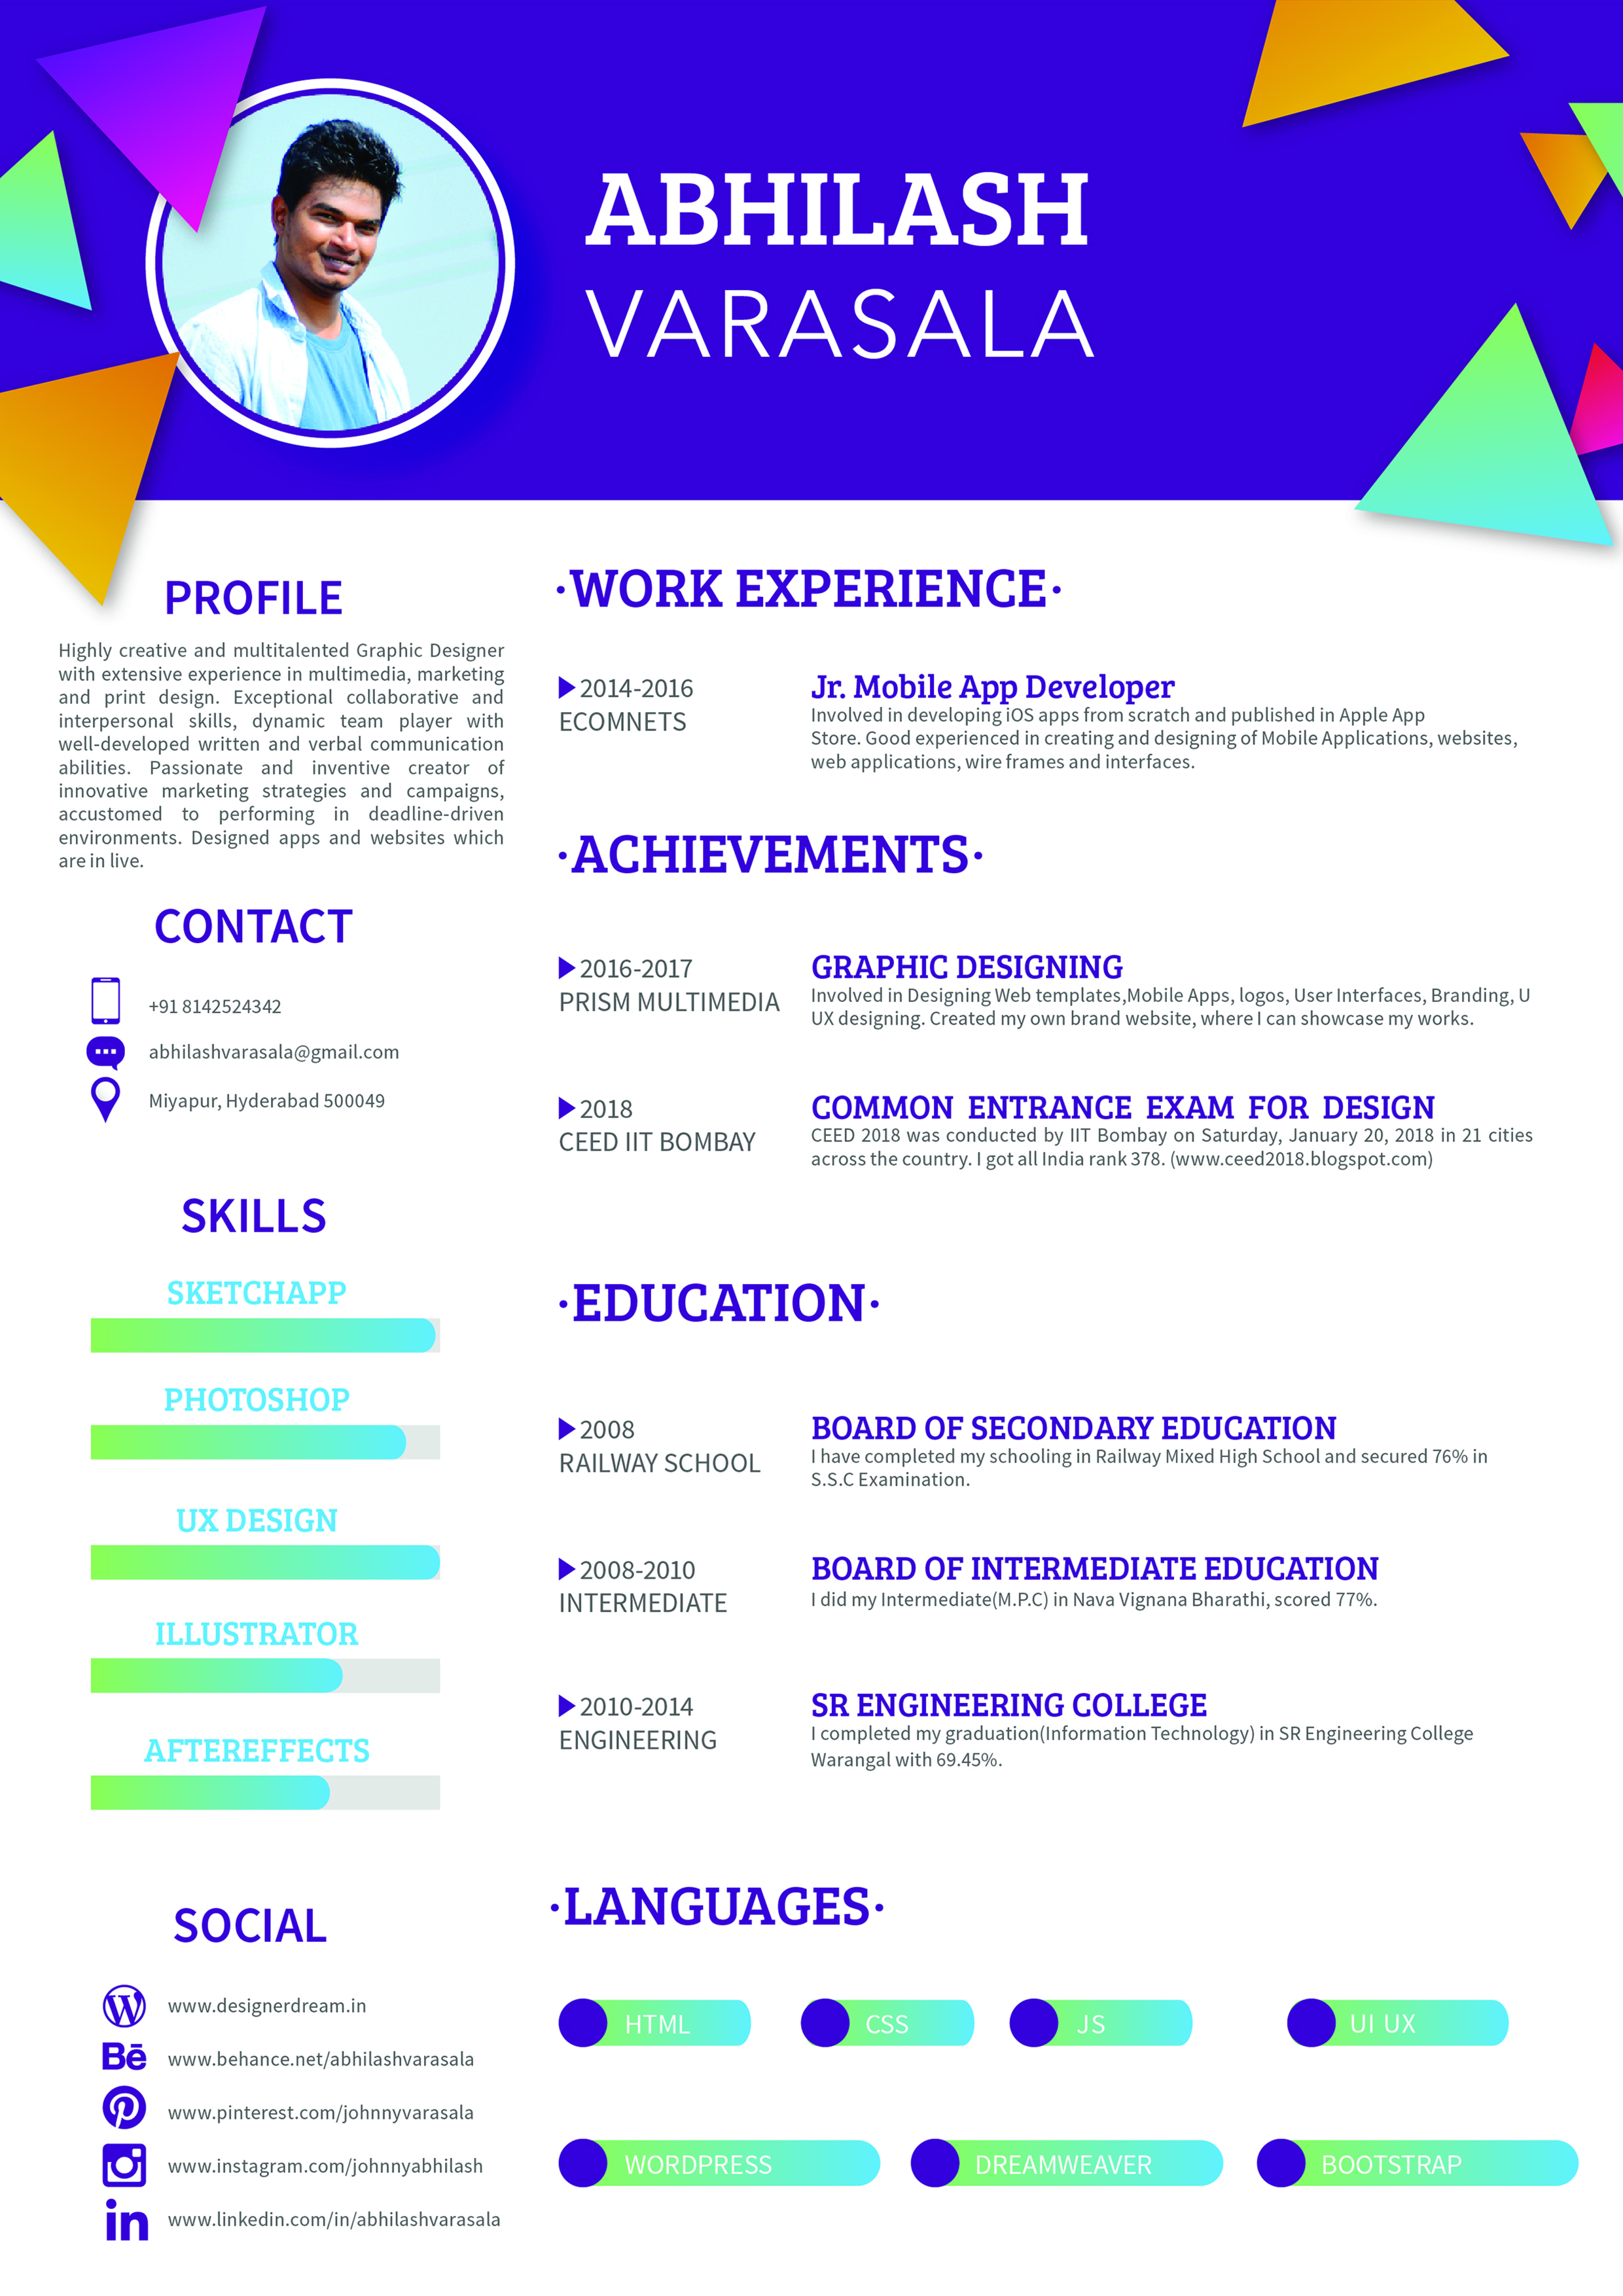 ABHILASH
VARASALA
PROFILE
Highly creative and multitalented Graphic Designer
with extensive experience in multimedia, marketing
and print design. Exceptional collaborative and
interpersonal skills, dynamic team player with
well-developed written and verbal communication
abilities. Passionate and inventive creator of
innovative marketing strategies and campaigns,
accustomed to performing in deadline-driven
environments. Designed apps and websites which
are in live.
CONTACT
+91 8142524342
abhilashvarasala@gmail.com
Miyapur, Hyderabad 500049
SKILLS
SKETCHAPP
PHOTOSHOP
UX DESIGN
ILLUSTRATOR
AFTEREFFECTS
SOCIAL
www.designerdream.in
Bē www.behance.net/abhilashvarasala
www.pinterest.com/johnnyvarasala
www.instagram.com/johnnyabhilash
in www.linkedin.com/in/abhilashvarasala
·WORK EXPERIENCE·
2014-2016
ECOMNETS
Jr. Mobile App Developer
Involved in developing iOS apps from scratch and published in Apple App
Store. Good experienced in creating and designing of Mobile Applications, websites,
web applications, wire frames and interfaces.
·ACHIEVEMENTS·
2016-2017
PRISM MULTIMEDIA
GRAPHIC DESIGNING
Involved in Designing Web templates,Mobile Apps, logos, User Interfaces, Branding, U
UX designing. Created my own brand website, where I can showcase my works.
2018
CEED IIT BOMBAY
COMMON ENTRANCE EXAM FOR DESIGN
CEED 2018 was conducted by IIT Bombay on Saturday, January 20, 2018 in 21 cities
across the country. I got all India rank 378. (www.ceed2018.blogspot.com)
·EDUCATION·
2008
RAILWAY SCHOOL
BOARD OF SECONDARY EDUCATION
I have completed my schooling in Railway Mixed High School and secured 76% in
S.S.C Examination.
2008-2010
INTERMEDIATE
BOARD OF INTERMEDIATE EDUCATION
I did my Intermediate(M.P.C) in Nava Vignana Bharathi, scored 77%.
2010-2014
ENGINEERING
SR ENGINEERING COLLEGE
I completed my graduation(Information Technology) in SR Engineering College
Warangal with 69.45%.
·LANGUAGES·
HTML CSS JS UI UX
WORDPRESS DREAMWEAVER BOOTSTRAP